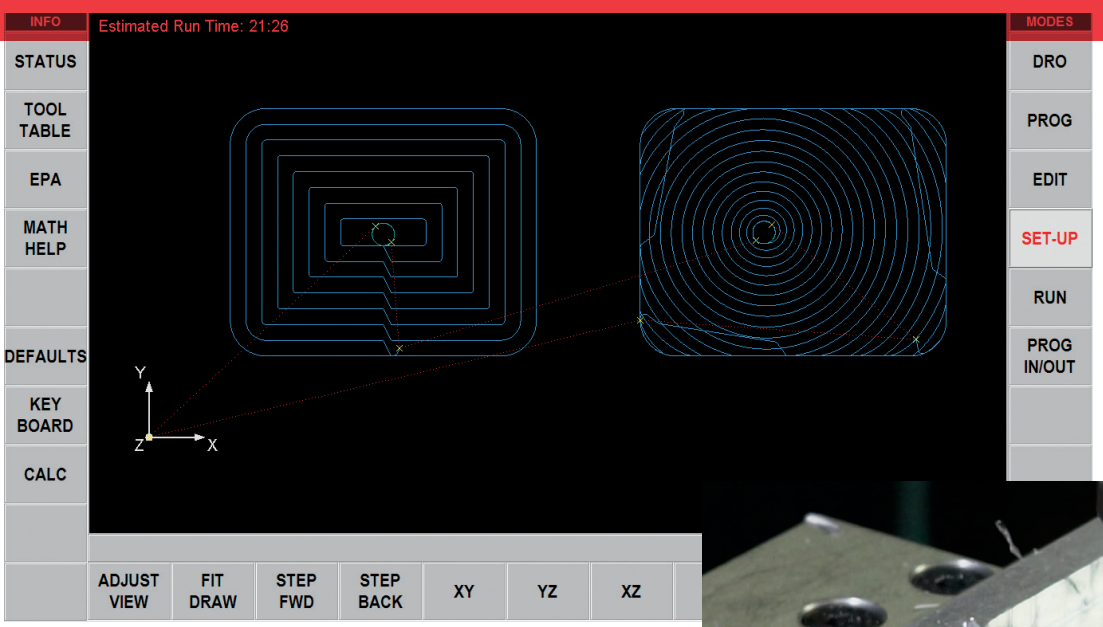 INFO
Estimated Run Time: 21:26
MODES
STATUS
TOOL
TABLE
EPA
MATH
HELP
DEFAULTS
KEY
BOARD
CALC
Y
Z
X
DRO
PROG
EDIT
SET-UP
RUN
PROG
IN/OUT
ADJUST
VIEW
FIT
DRAW
STEP
FWD
STEP
BACK
XY
YZ
XZ